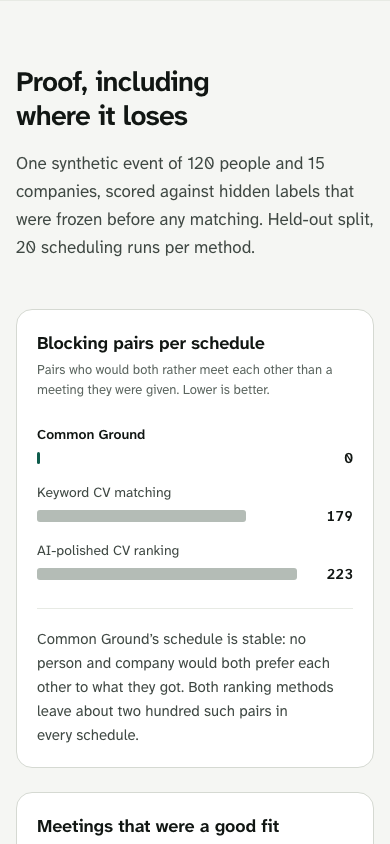 Proof, including
where it loses
One synthetic event of 120 people and 15
companies, scored against hidden labels that
were frozen before any matching. Held-out split,
20 scheduling runs per method.
Blocking pairs per schedule
Pairs who would both rather meet each other than a
meeting they were given. Lower is better.
Common Ground
0
Keyword CV matching
179
AI-polished CV ranking
223
Common Ground’s schedule is stable: no
person and company would both prefer each
other to what they got. Both ranking methods
leave about two hundred such pairs in
every schedule.
Meetings that were a good fit